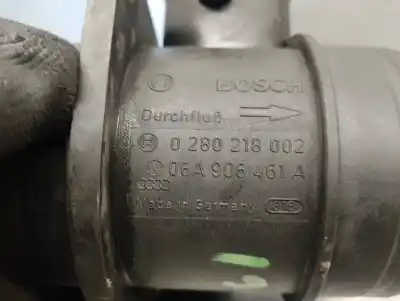 BOSCH
Durchfluß
0 280 218 002
06A 906 461 A
Made in Germany